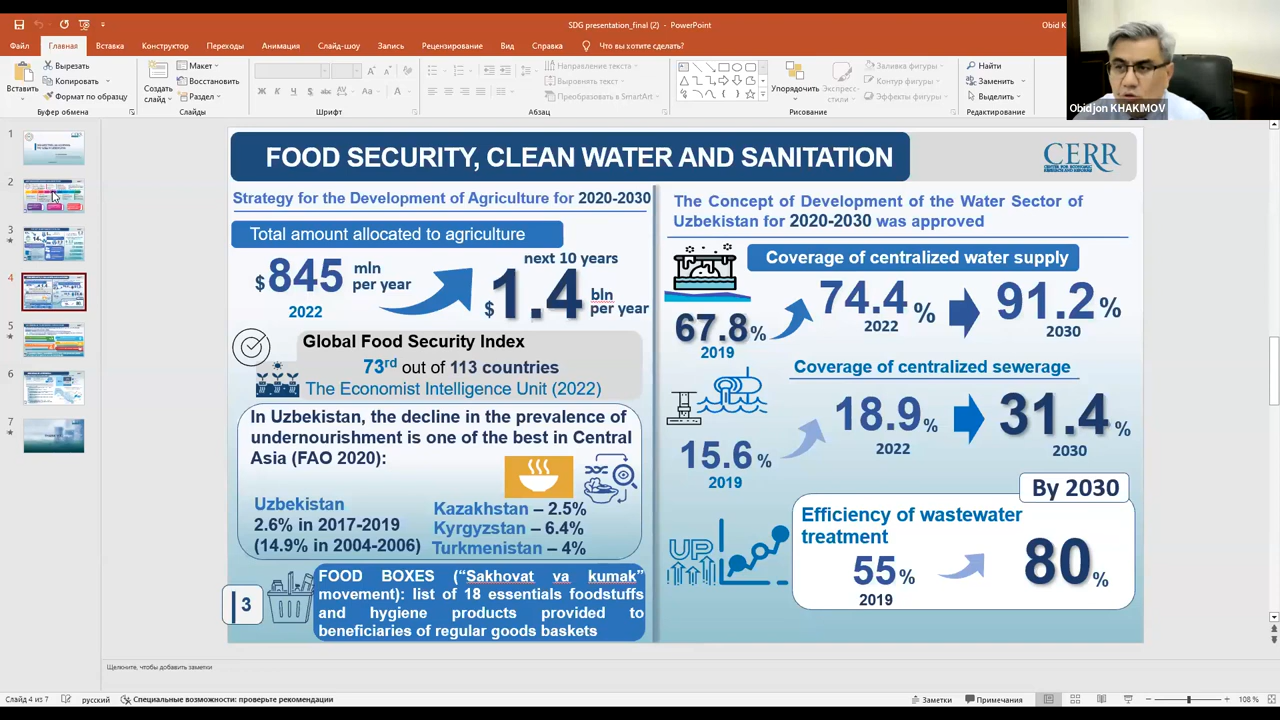 SDG presentation_final (2) - PowerPoint
Obid K
Файл
Главная
Вставка
Конструктор
Переходы
Анимация
Слайд-шоу
Запись
Рецензирование
Вид
Справка
Что вы хотите сделать?
Вставить
Вырезать
Копировать
Формат по образцу
Буфер обмена
Создать
слайд
Макет
Восстановить
Раздел
Слайды
Шрифт
Направление текста
Выровнять текст
Преобразовать в SmartArt
Абзац
Упорядочить
Экспресс-
стили
Заливка фигуры
Контур фигуры
Эффекты фигуры
Рисование
Найти
Заменить
Выделить
Редактирование
Obidjon KHAKIMOV
1
2
3
4
5
6
7
FOOD SECURITY, CLEAN WATER AND SANITATION
CERR
Strategy for the Development of Agriculture for 2020-2030
Total amount allocated to agriculture
$845 mln
per year
2022
next 10 years
$1.4 bln
per year
Global Food Security Index
73rd out of 113 countries
The Economist Intelligence Unit (2022)
In Uzbekistan, the decline in the prevalence of
undernourishment is one of the best in Central
Asia (FAO 2020):
Uzbekistan
2.6% in 2017-2019
(14.9% in 2004-2006)
Kazakhstan – 2.5%
Kyrgyzstan – 6.4%
Turkmenistan – 4%
3
FOOD BOXES (“Sakhovat va kumak”
movement): list of 18 essentials foodstuffs
and hygiene products provided to
beneficiaries of regular goods baskets
The Concept of Development of the Water Sector of
Uzbekistan for 2020-2030 was approved
Coverage of centralized water supply
67.8%
2019
74.4%
2022
91.2%
2030
Coverage of centralized sewerage
15.6%
2019
18.9%
2022
31.4%
2030
By 2030
Efficiency of wastewater
treatment
55%
2019
80%
UP
Щелкните, чтобы добавить заметки
Слайд 4 из 7
русский
Специальные возможности: проверьте рекомендации
Заметки
Примечания
108 %